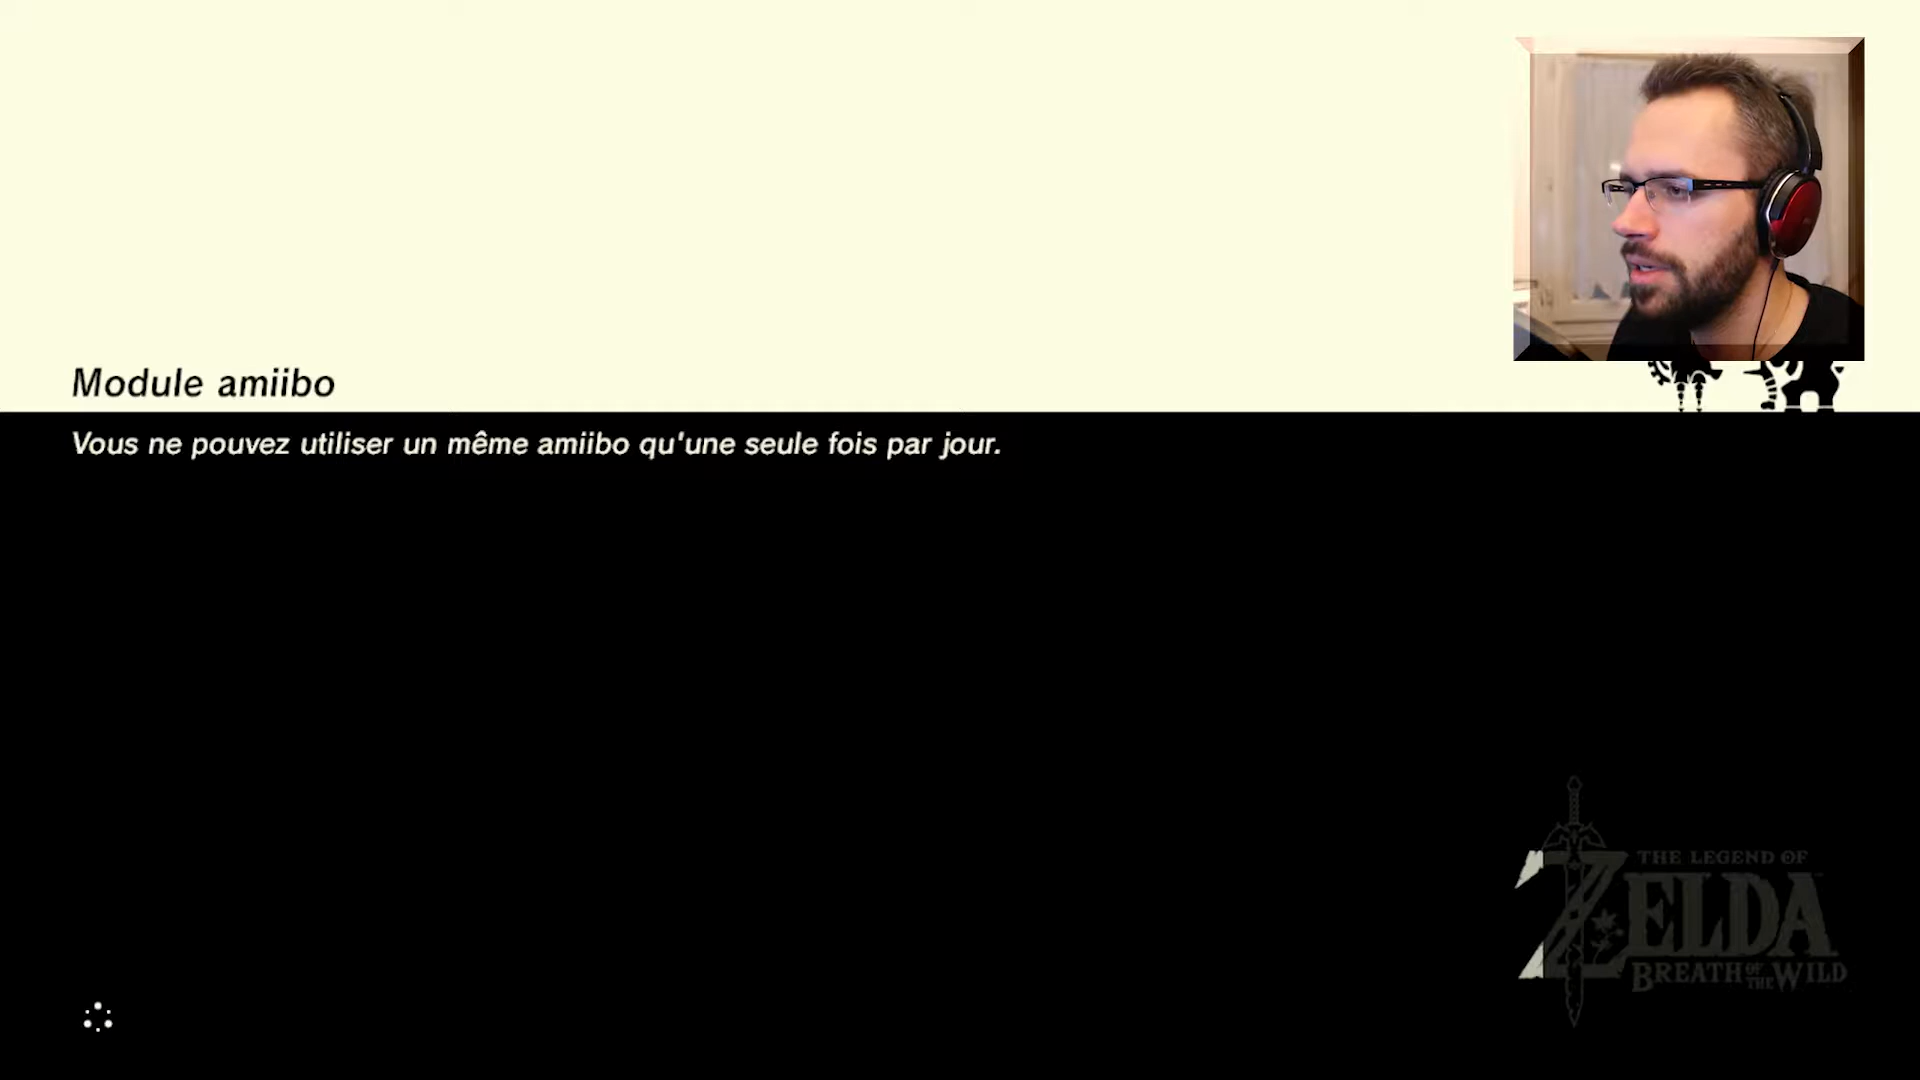 Module amiibo
Vous ne pouvez utiliser un même amiibo qu'une seule fois par jour.
THE LEGEND OF
ZELDA
BREATH OF THE WILD